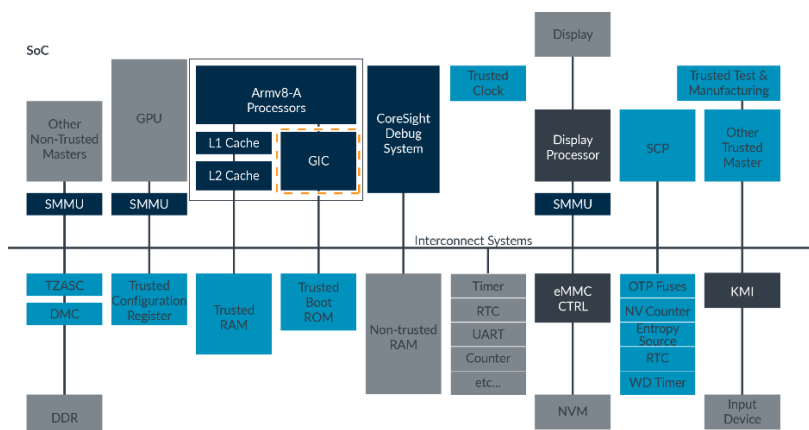 SoC
Display
Other
Non-Trusted
Masters
GPU
Armv8-A
Processors
L1 Cache
L2 Cache
GIC
CoreSight
Debug
System
Trusted
Clock
Display
Processor
SCP
Trusted Test &
Manufacturing
Other
Trusted
Master
SMMU
SMMU
SMMU
Interconnect Systems
TZASC
DMC
DDR
Trusted
Configuration
Register
Trusted
RAM
Trusted
Boot
ROM
Non-trusted
RAM
Timer
RTC
UART
Counter
etc...
eMMC
CTRL
NVM
OTP Fuses
NV Counter
Entropy
Source
RTC
WD Timer
KMI
Input
Device